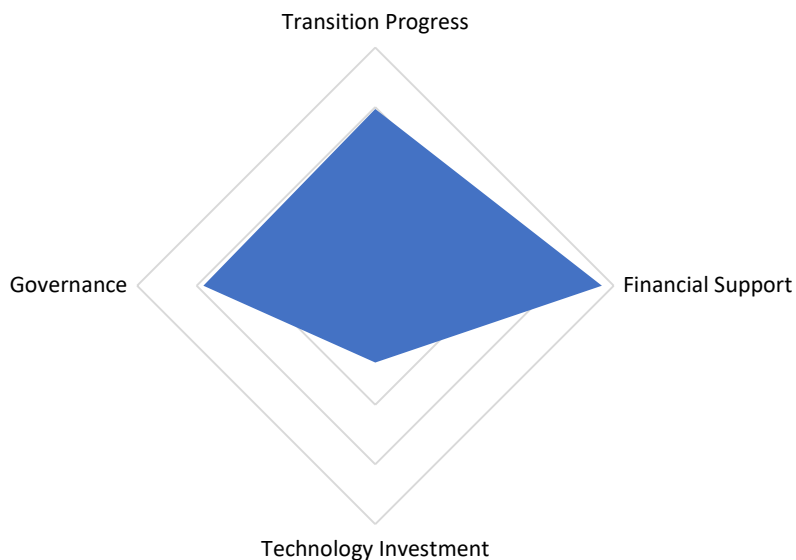 Transition Progress
Governance
Financial Support
Technology Investment